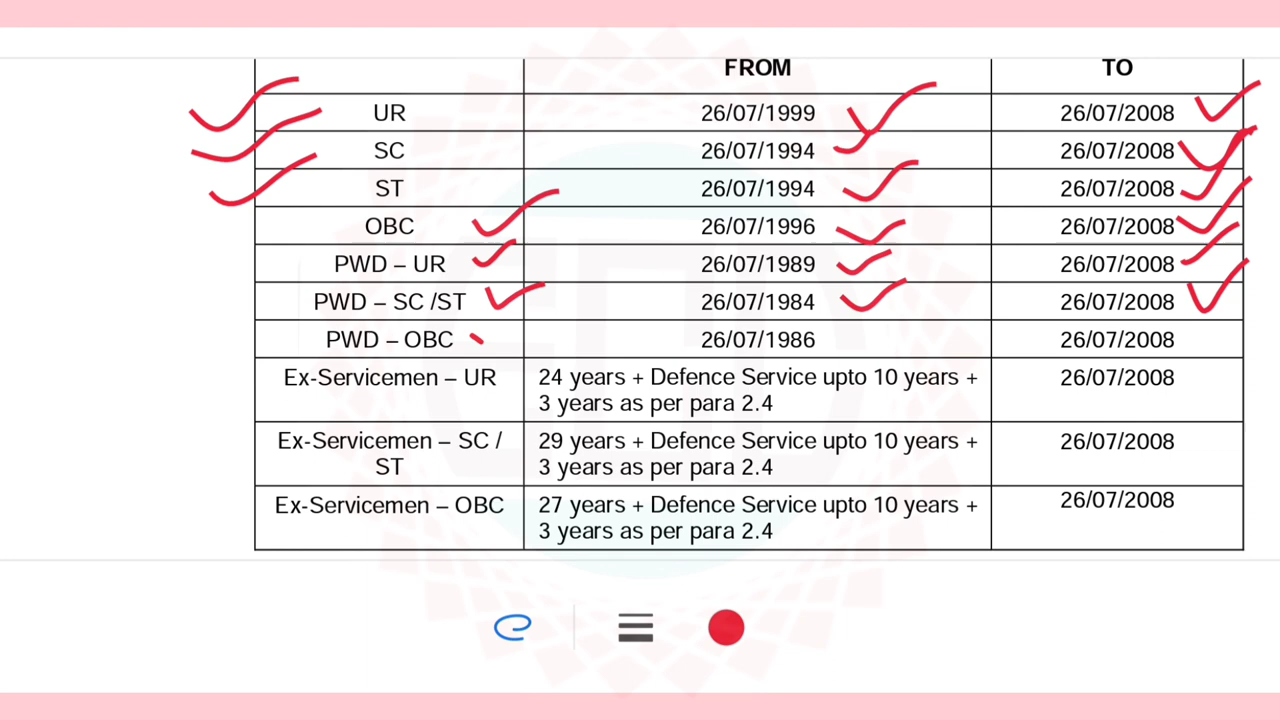 FROM TO
UR 26/07/1999 26/07/2008
SC 26/07/1994 26/07/2008
ST 26/07/1994 26/07/2008
OBC 26/07/1996 26/07/2008
PWD – UR 26/07/1989 26/07/2008
PWD – SC /ST 26/07/1984 26/07/2008
PWD – OBC 26/07/1986 26/07/2008
Ex-Servicemen – UR 24 years + Defence Service upto 10 years + 26/07/2008
3 years as per para 2.4
Ex-Servicemen – SC / 29 years + Defence Service upto 10 years + 26/07/2008
ST 3 years as per para 2.4
Ex-Servicemen – OBC 27 years + Defence Service upto 10 years + 26/07/2008
3 years as per para 2.4